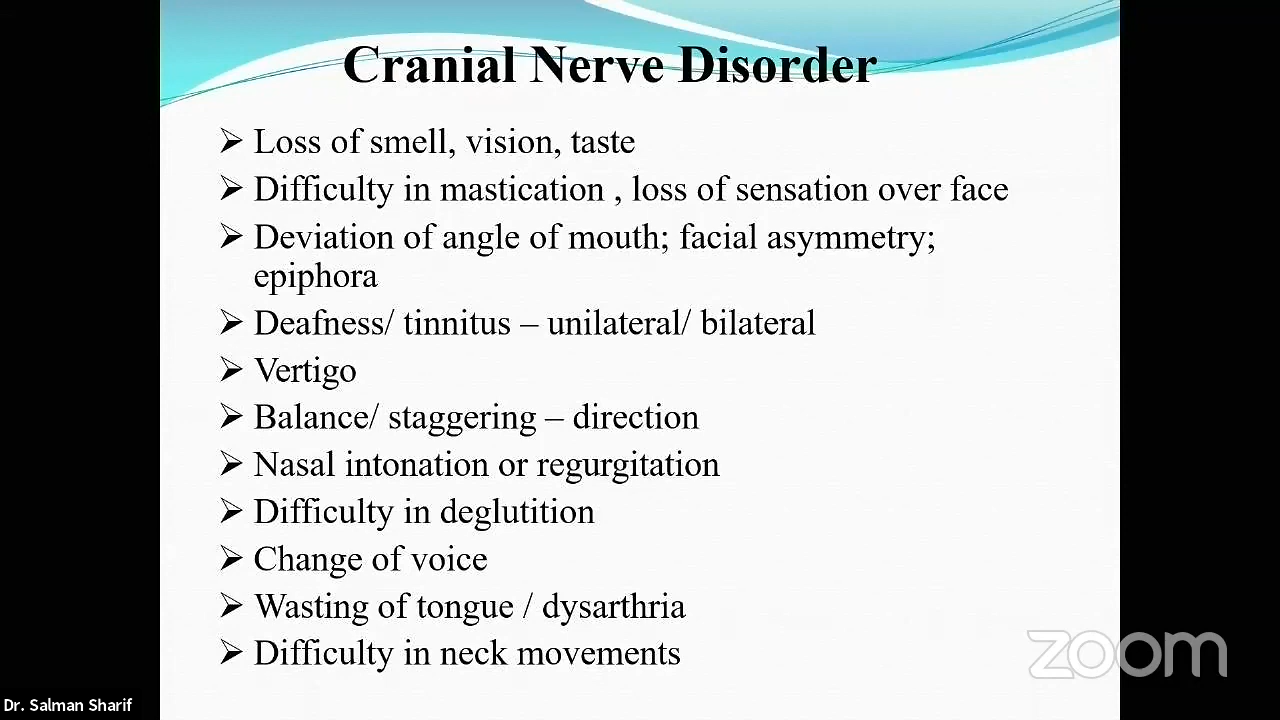 Cranial Nerve Disorder
➢ Loss of smell, vision, taste
➢ Difficulty in mastication , loss of sensation over face
➢ Deviation of angle of mouth; facial asymmetry;
epiphora
➢ Deafness/ tinnitus – unilateral/ bilateral
➢ Vertigo
➢ Balance/ staggering – direction
➢ Nasal intonation or regurgitation
➢ Difficulty in deglutition
➢ Change of voice
➢ Wasting of tongue / dysarthria
➢ Difficulty in neck movements
zoom
Dr. Salman Sharif